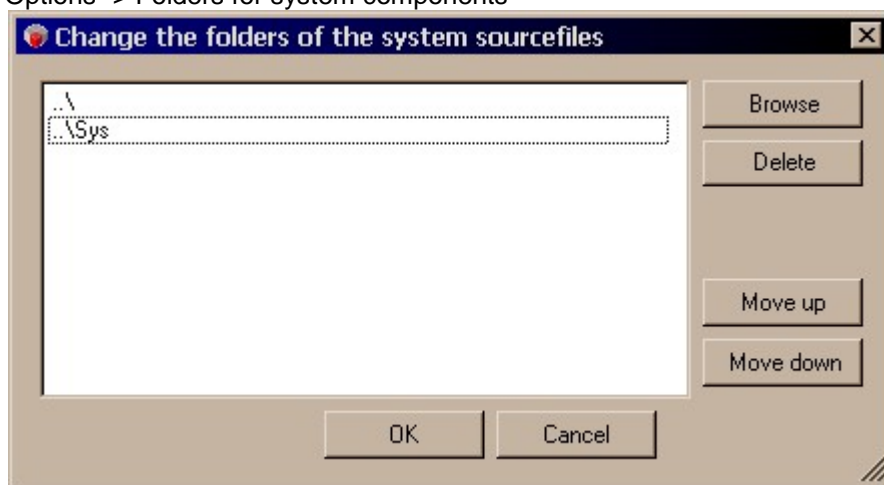 Options -> Folders for system components
Change the folders of the system sourcefiles
..\
..\Sys
Browse
Delete
Move up
Move down
OK
Cancel